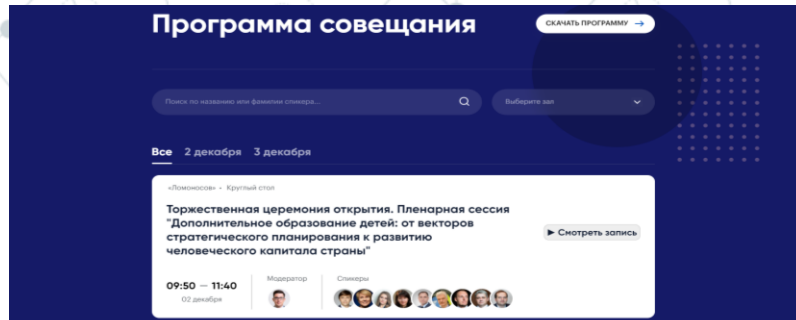 Программа совещания
СКАЧАТЬ ПРОГРАММУ →
Поиск по названию или фамилии спикера...
Выберите зал
Все 2 декабря 3 декабря
«Ломоносов» • Круглый стол
Торжественная церемония открытия. Пленарная сессия
"Дополнительное образование детей: от векторов
стратегического планирования к развитию
человеческого капитала страны"
► Смотреть запись
09:50 — 11:40
02 декабря
Модератор
Спикеры